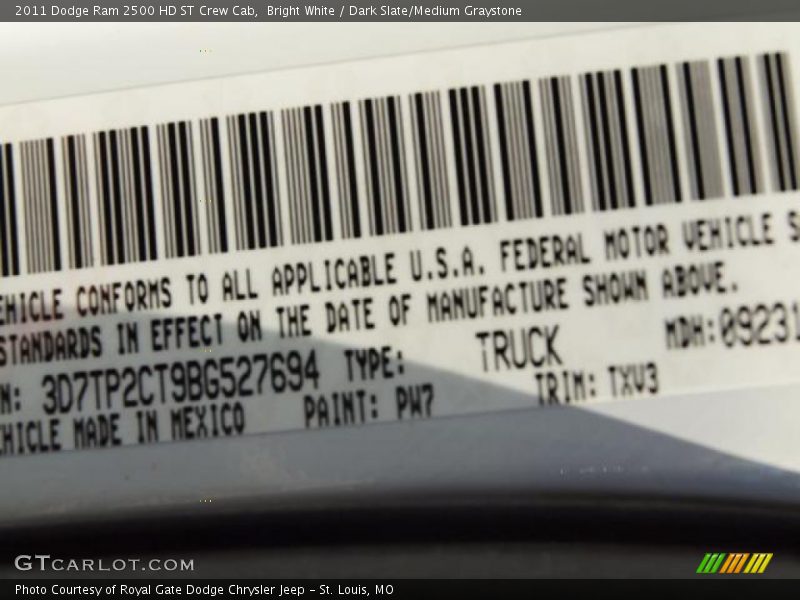 2011 Dodge Ram 2500 HD ST Crew Cab,  Bright White / Dark Slate/Medium Graystone
EHICLE CONFORMS TO ALL APPLICABLE U.S.A. FEDERAL MOTOR VEHICLE S
STANDARDS IN EFFECT ON THE DATE OF MANUFACTURE SHOWN ABOVE.
N: 3D7TP2CT9BG527694 TYPE: TRUCK MDH:09231
EHICLE MADE IN MEXICO PAINT: PW7 TRIM: TXV3
GTCARLOT.COM
Photo Courtesy of Royal Gate Dodge Chrysler Jeep – St. Louis, MO